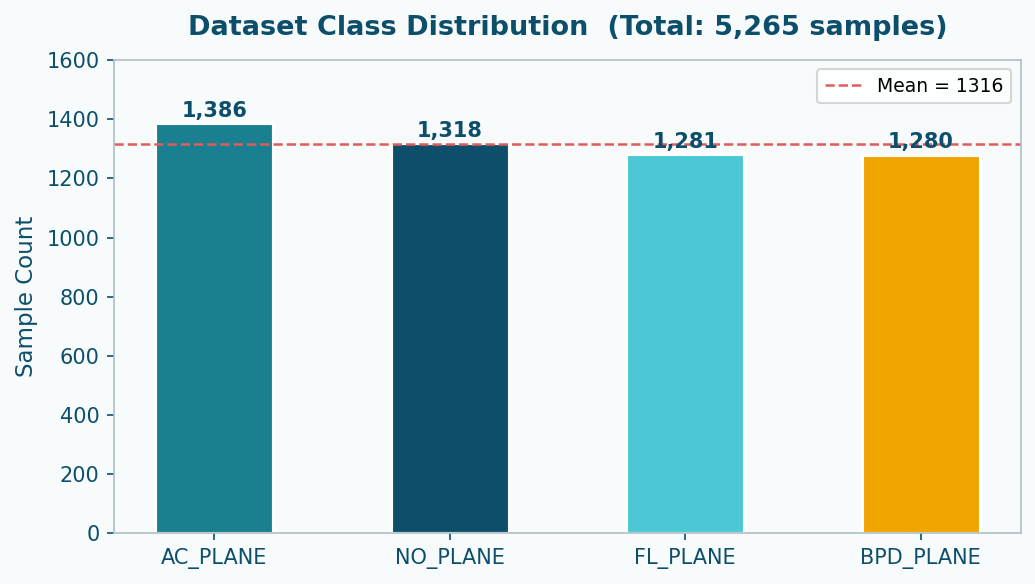 Dataset Class Distribution (Total: 5,265 samples)
Mean = 1316
Sample Count
1600
1400
1200
1000
800
600
400
200
0
1,386
1,318
1,281
1,280
AC_PLANE
NO_PLANE
FL_PLANE
BPD_PLANE